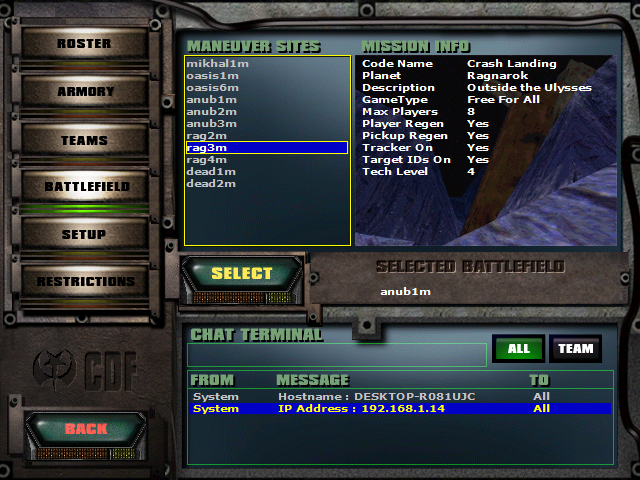 ROSTER
ARMORY
TEAMS
BATTLEFIELD
SETUP
RESTRICTIONS
CDF
BACK
MANEUVER SITES
mikhal1m
oasis1m
oasis6m
anub1m
anub2m
anub3m
rag2m
rag3m
rag4m
dead1m
dead2m
MISSION INFO
Code Name Crash Landing
Planet Ragnarok
Description Outside the Ulysses
GameType Free For All
Max Players 8
Player Regen Yes
Pickup Regen Yes
Tracker On Yes
Target IDs On Yes
Tech Level 4
SELECT
SELECTED BATTLEFIELD
anub1m
CHAT TERMINAL
ALL TEAM
FROM MESSAGE TO
System Hostname : DESKTOP-R081UJC All
System IP Address : 192.168.1.14 All